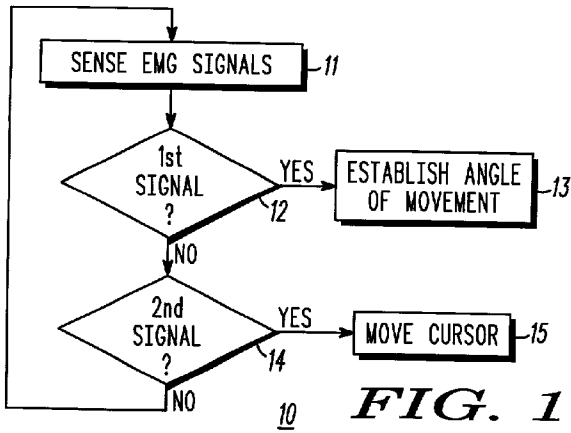 SENSE EMG SIGNALS
11
1st
SIGNAL
?
12
YES
ESTABLISH ANGLE
OF MOVEMENT
13
NO
2nd
SIGNAL
?
14
YES
MOVE CURSOR
15
NO
10
FIG. 1